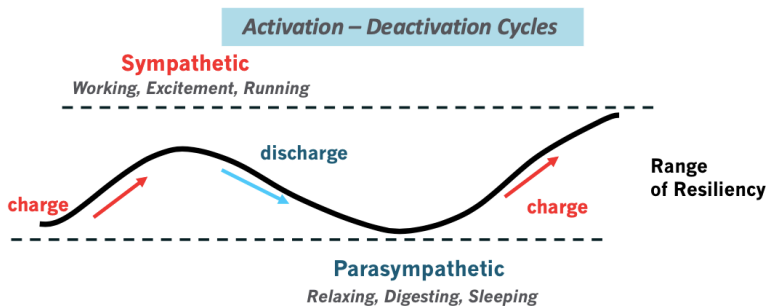 Activation – Deactivation Cycles
Sympathetic
Working, Excitement, Running
discharge
Range
of Resiliency
charge
charge
Parasympathetic
Relaxing, Digesting, Sleeping